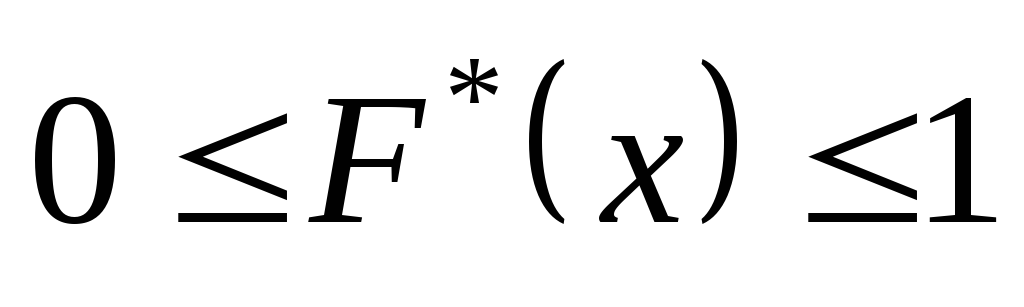 0 ≤ F*(x) ≤ 1